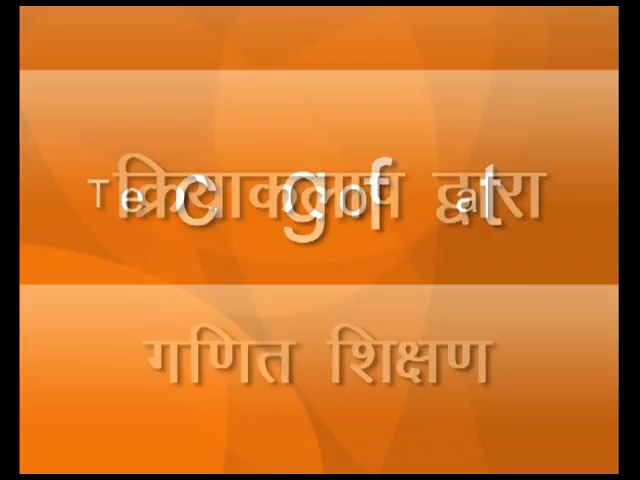 क्रियाकलाप द्वारा
गणित शिक्षण